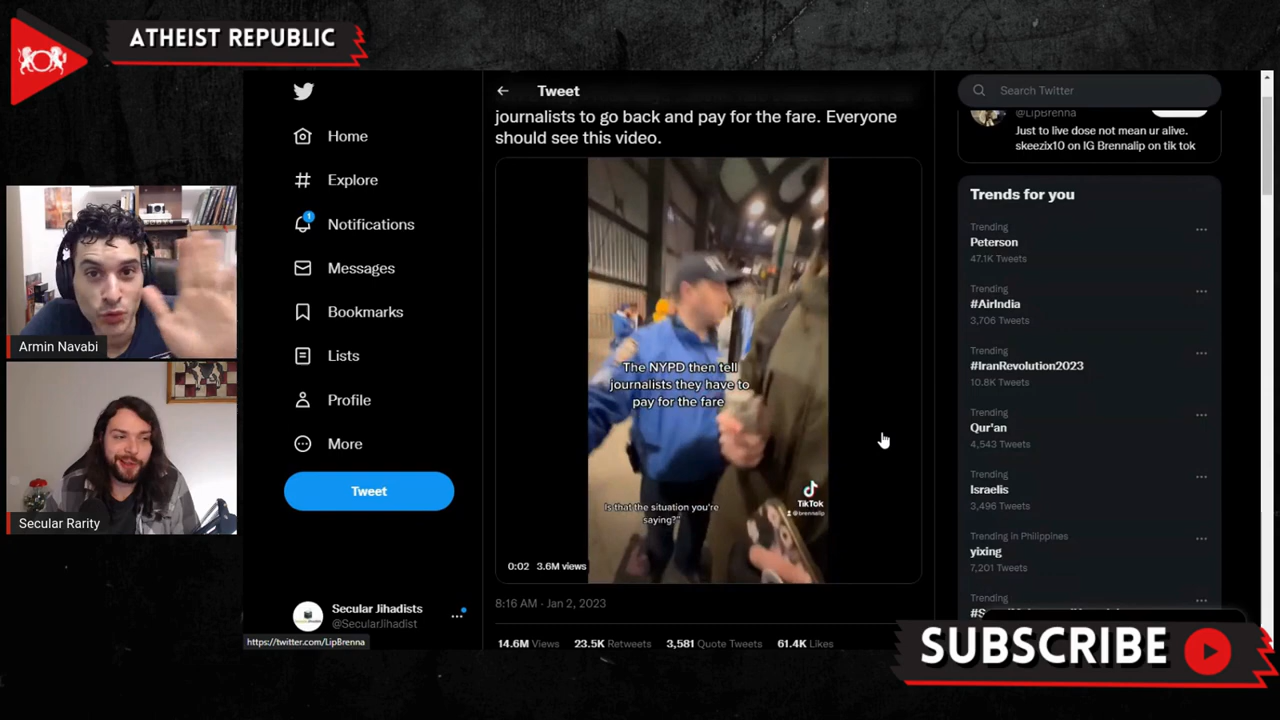 ATHEIST REPUBLIC
Armin Navabi
Secular Rarity
Home
Explore
1
Notifications
Messages
Bookmarks
Lists
Profile
More
Tweet
Secular Jihadists
@SecularJihadist
https://twitter.com/LipBrenna
Tweet
journalists to go back and pay for the fare. Everyone
should see this video.
The NYPD then tell
journalists they have to
pay for the fare
Is that the situation you're
saying?"
TikTok
@brennalip
0:02 3.6M views
8:16 AM · Jan 2, 2023
14.6M Views 23.5K Retweets 3,581 Quote Tweets 61.4K Likes
Search Twitter
@LipBrenna
Just to live dose not mean ur alive.
skeezix10 on IG Brennalip on tik tok
Trends for you
Trending
Peterson
47.1K Tweets
Trending
#AirIndia
3,706 Tweets
Trending
#IranRevolution2023
10.8K Tweets
Trending
Qur'an
4,543 Tweets
Trending
Israelis
3,496 Tweets
Trending in Philippines
yixing
7,201 Tweets
Trending
SUBSCRIBE